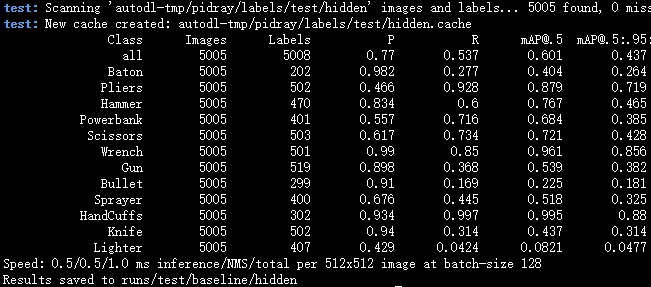 test: Scanning 'autodl-tmp/pidray/labels/test/hidden' images and labels... 5005 found, 0 miss
test: New cache created: autodl-tmp/pidray/labels/test/hidden.cache
Class Images Labels P R mAP@.5 mAP@.5:.95:
all 5005 5008 0.77 0.537 0.601 0.437
Baton 5005 202 0.982 0.277 0.404 0.264
Pliers 5005 502 0.466 0.928 0.879 0.719
Hammer 5005 470 0.834 0.6 0.767 0.465
Powerbank 5005 401 0.557 0.716 0.684 0.385
Scissors 5005 503 0.617 0.734 0.721 0.428
Wrench 5005 501 0.99 0.85 0.961 0.856
Gun 5005 519 0.898 0.368 0.539 0.382
Bullet 5005 299 0.91 0.169 0.225 0.181
Sprayer 5005 400 0.676 0.445 0.518 0.325
HandCuffs 5005 302 0.934 0.997 0.995 0.88
Knife 5005 502 0.94 0.314 0.437 0.314
Lighter 5005 407 0.429 0.0424 0.0821 0.0477
Speed: 0.5/0.5/1.0 ms inference/NMS/total per 512x512 image at batch-size 128
Results saved to runs/test/baseline/hidden